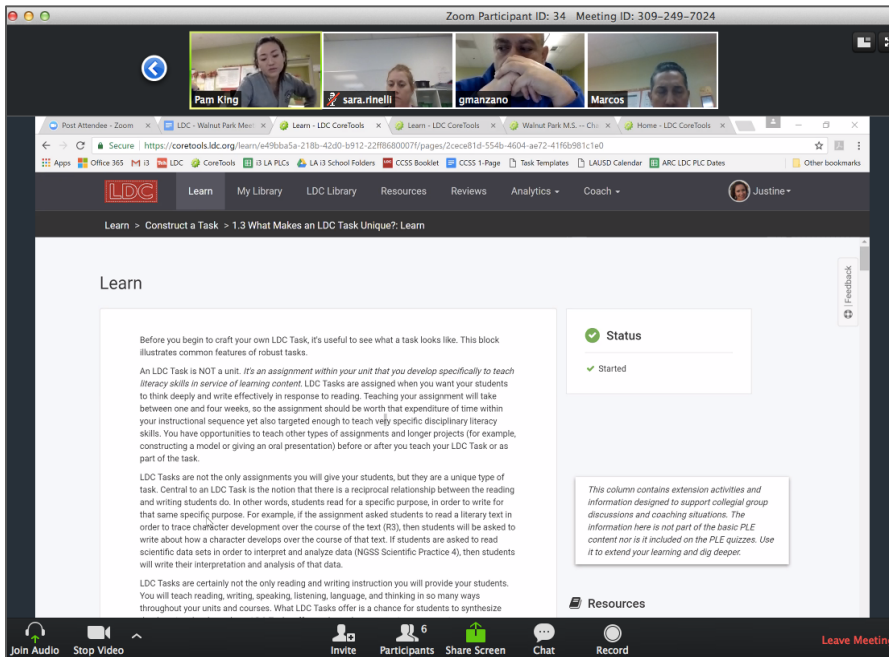 Zoom Participant ID: 34 Meeting ID: 309-249-7024
Pam King
sara.rinelli
gmanzano
Marcos
Post Attendee - Zoom
LDC - Walnut Park Meet
Learn - LDC CoreTools
Learn - LDC CoreTools
Walnut Park M.S. -- Cha
Home - LDC CoreTools
Secure
https://coretools.ldc.org/learn/e49bba5a-218b-42d0-b912-22ff8680007f/pages/2cece81d-554b-4604-ae72-41f6b981c1e0
Apps Office 365 M i3 LDC CoreTools i3 LA PLCs LA i3 School Folders CCSS Booklet CCSS 1-Page Task Templates LAUSD Calendar ARC LDC PLC Dates Other bookmarks
LDC Learn My Library LDC Library Resources Reviews Analytics Coach Justine
Learn > Construct a Task > 1.3 What Makes an LDC Task Unique?: Learn
Feedback
Learn
Before you begin to craft your own LDC Task, it's useful to see what a task looks like. This block
illustrates common features of robust tasks.
An LDC Task is NOT a unit. It's an assignment within your unit that you develop specifically to teach
literacy skills in service of learning content. LDC Tasks are assigned when you want your students
to think deeply and write effectively in response to reading. Teaching your assignment will take
between one and four weeks, so the assignment should be worth that expenditure of time within
your instructional sequence yet also targeted enough to teach very specific disciplinary literacy
skills. You have opportunities to teach other types of assignments and longer projects (for example,
constructing a model or giving an oral presentation) before or after you teach your LDC Task or as
part of the task.
LDC Tasks are not the only assignments you will give your students, but they are a unique type of
task. Central to an LDC Task is the notion that there is a reciprocal relationship between the reading
and writing students do. In other words, students read for a specific purpose, in order to write for
that same specific purpose. For example, if the assignment asked students to read a literary text in
order to trace character development over the course of the text (R3), then students will be asked to
write about how a character develops over the course of that text. If students are asked to read
scientific data sets in order to interpret and analyze data (NGSS Scientific Practice 4), then students
will write their interpretation and analysis of that data.
LDC Tasks are certainly not the only reading and writing instruction you will provide your students.
You will teach reading, writing, speaking, listening, language, and thinking in so many ways
throughout your units and courses. What LDC Tasks offer is a chance for students to synthesize
Status
Started
This column contains extension activities and
information designed to support collegial group
discussions and coaching situations. The
information here is not part of the basic PLE
content nor is it included on the PLE quizzes. Use
it to extend your learning and dig deeper.
Resources
6
Join Audio Stop Video Invite Participants Share Screen Chat Record Leave Meeting